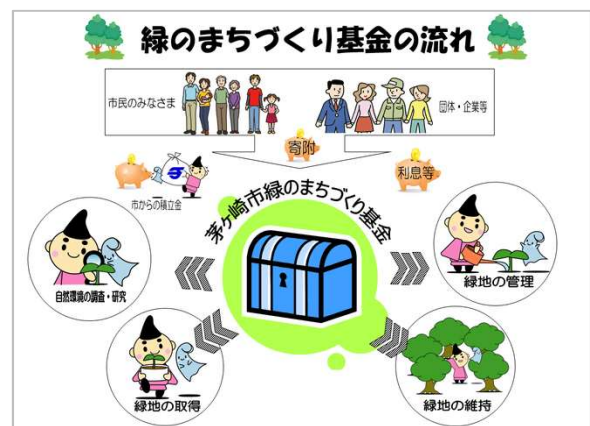 緑のまちづくり基金の流れ
市民のみなさま
団体・企業等
寄附
利息等
市からの積立金
茅ヶ崎市緑のまちづくり基金
自然環境の調査・研究
緑地の管理
緑地の取得
緑地の維持